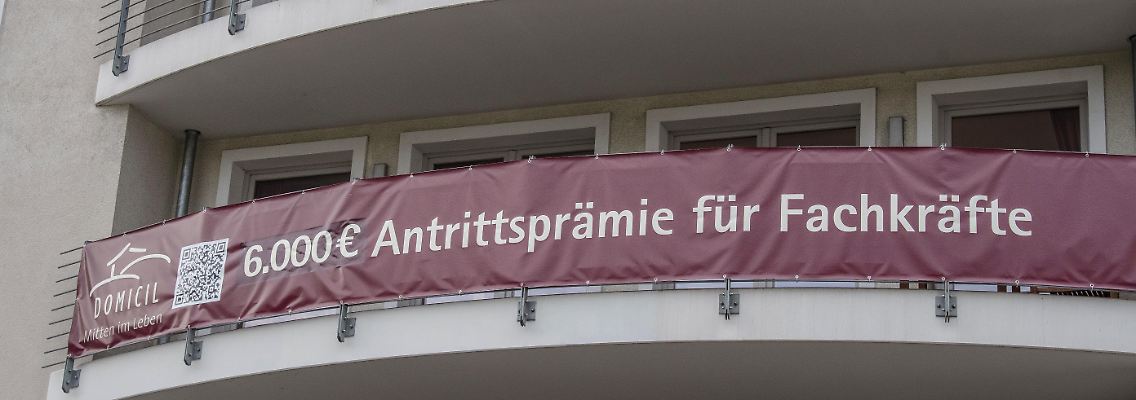 DOMICIL
Mitten im Leben
6.000 € Antrittsprämie für Fachkräfte